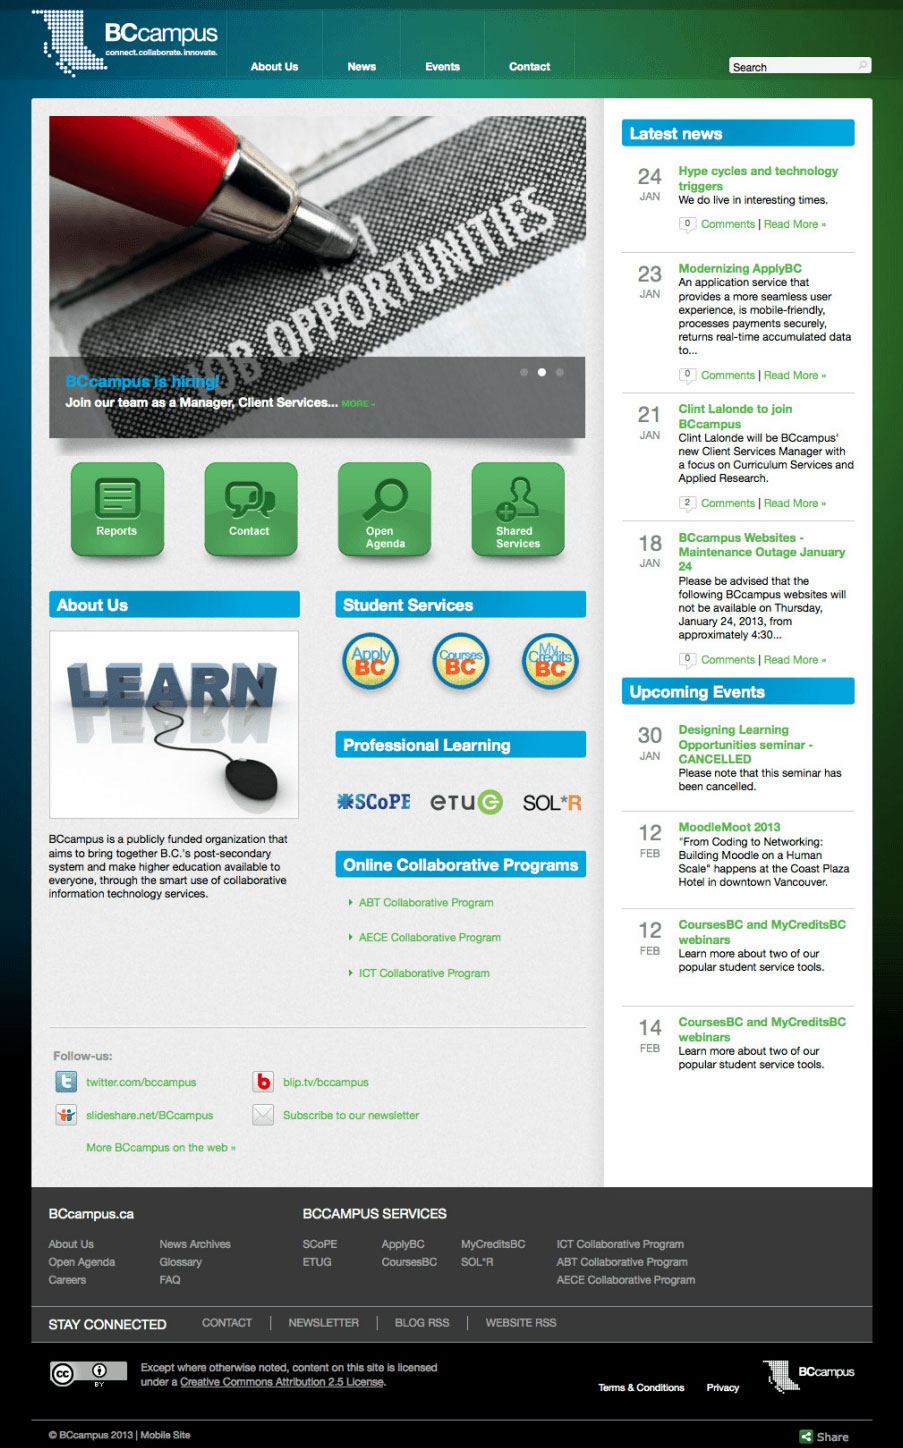 BCcampus
connect.collaborate.innovate.
About Us
News
Events
Contact
Search
JOB OPPORTUNITIES
BCcampus is hiring!
Join our team as a Manager, Client Services... MORE »
Reports
Contact
Open
Agenda
Shared
Services
About Us
LEARN
BCcampus is a publicly funded organization that
aims to bring together B.C.'s post-secondary
system and make higher education available to
everyone, through the smart use of collaborative
information technology services.
Student Services
Apply
BC
Courses
BC
My
Credits
BC
Professional Learning
SCoPE
eTUG
SOL*R
Online Collaborative Programs
ABT Collaborative Program
AECE Collaborative Program
ICT Collaborative Program
Follow-us:
twitter.com/bccampus
blip.tv/bccampus
slideshare.net/BCcampus
Subscribe to our newsletter
More BCcampus on the web »
Latest news
24
JAN
Hype cycles and technology
triggers
We do live in interesting times.
0 Comments | Read More »
23
JAN
Modernizing ApplyBC
An application service that
provides a more seamless user
experience, is mobile-friendly,
processes payments securely,
returns real-time accumulated data
to...
0 Comments | Read More »
21
JAN
Clint Lalonde to join
BCcampus
Clint Lalonde will be BCcampus'
new Client Services Manager with
a focus on Curriculum Services and
Applied Research.
2 Comments | Read More »
18
JAN
BCcampus Websites -
Maintenance Outage January
24
Please be advised that the
following BCcampus websites will
not be available on Thursday,
January 24, 2013, from
approximately 4:30...
0 Comments | Read More »
Upcoming Events
30
JAN
Designing Learning
Opportunities seminar -
CANCELLED
Please note that this seminar has
been cancelled.
12
FEB
MoodleMoot 2013
"From Coding to Networking:
Building Moodle on a Human
Scale" happens at the Coast Plaza
Hotel in downtown Vancouver.
12
FEB
CoursesBC and MyCreditsBC
webinars
Learn more about two of our
popular student service tools.
14
FEB
CoursesBC and MyCreditsBC
webinars
Learn more about two of our
popular student service tools.
BCcampus.ca
About Us
News Archives
Open Agenda
Glossary
Careers
FAQ
BCCAMPUS SERVICES
SCoPE
ApplyBC
MyCreditsBC
ICT Collaborative Program
ETUG
CoursesBC
SOL*R
ABT Collaborative Program
AECE Collaborative Program
STAY CONNECTED
CONTACT
NEWSLETTER
BLOG RSS
WEBSITE RSS
cc BY
Except where otherwise noted, content on this site is licensed
under a Creative Commons Attribution 2.5 License.
Terms & Conditions
Privacy
BCcampus
© BCcampus 2013 | Mobile Site
Share